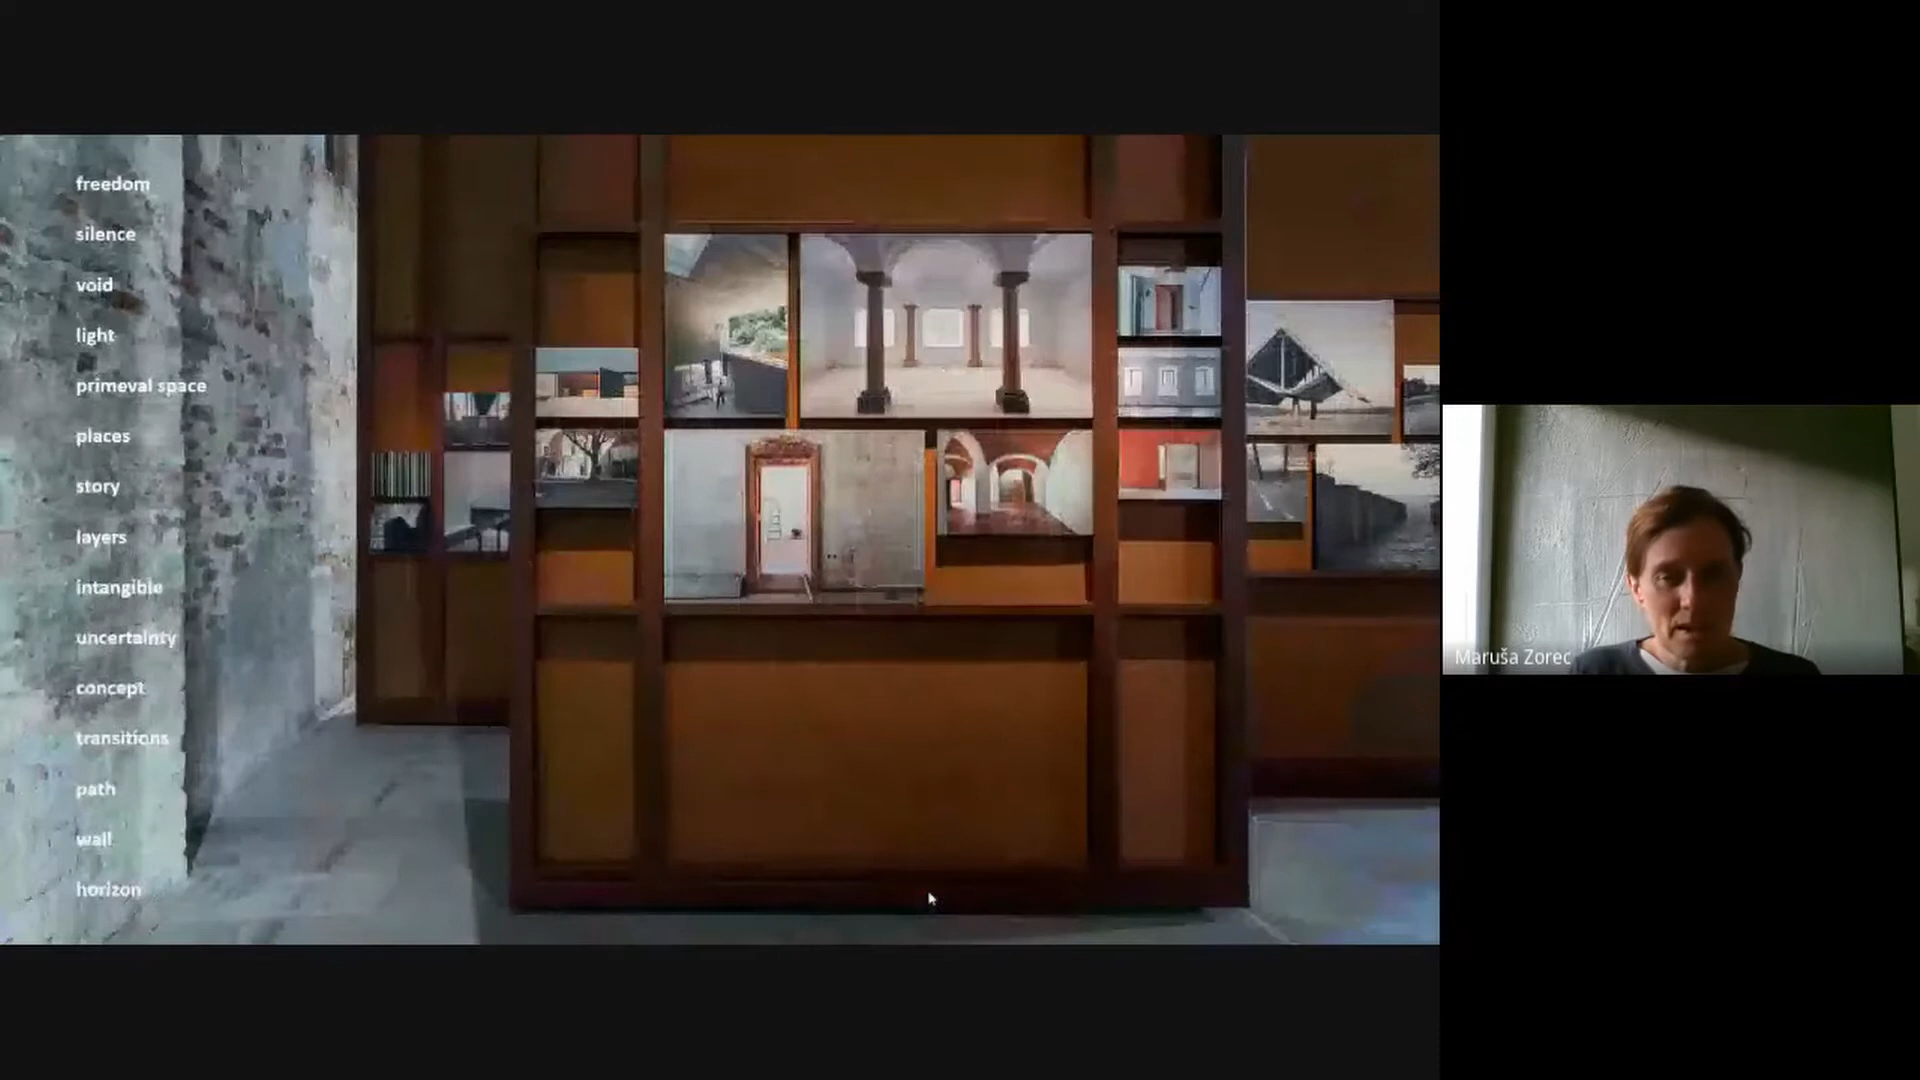 freedom
silence
void
light
primeval space
places
story
layers
intangible
uncertainty
concept
transitions
path
wall
horizon
Maruša Zorec